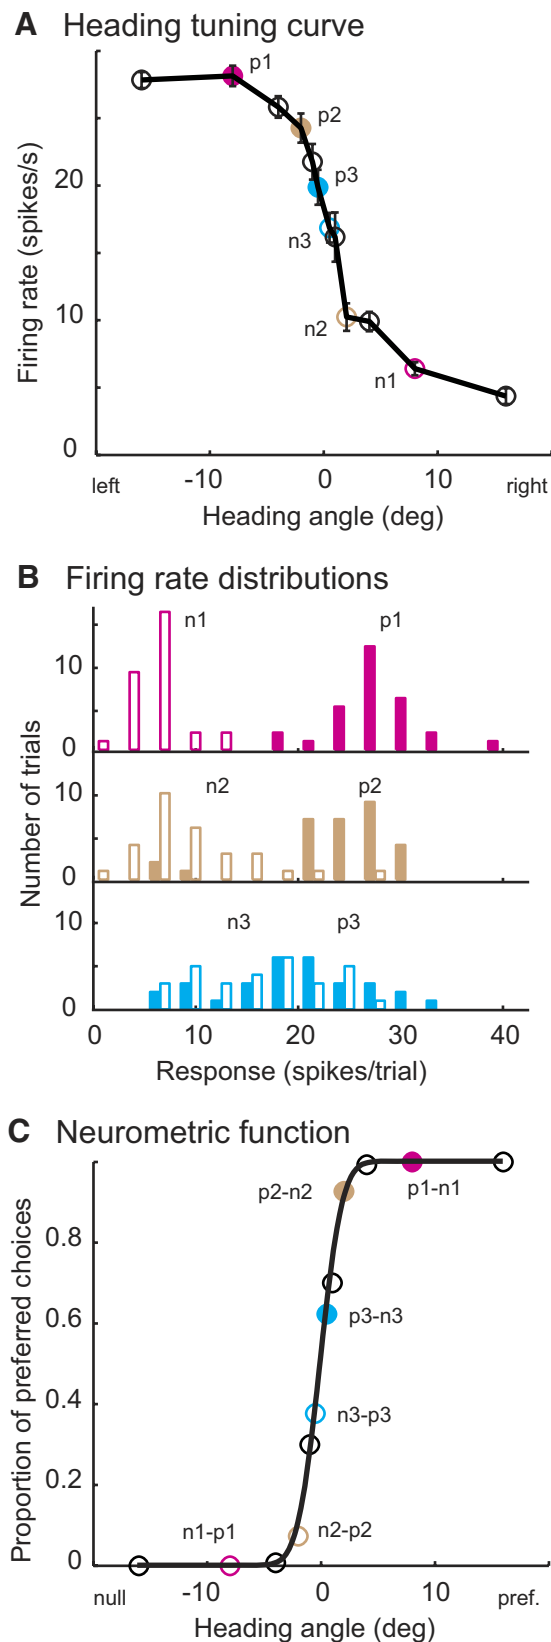 A Heading tuning curve
Firing rate (spikes/s)
20
10
0
p1
p2
p3
n3
n2
n1
left -10 0 10 right
Heading angle (deg)
B Firing rate distributions
Number of trials
n1 p1
10
0
n2 p2
10
0
n3 p3
10
0
0 10 20 30 40
Response (spikes/trial)
C Neurometric function
Proportion of preferred choices
0.8
0.6
0.4
0.2
0
p2-n2 p1-n1
p3-n3
n3-p3
n1-p1 n2-p2
null -10 0 10 pref.
Heading angle (deg)